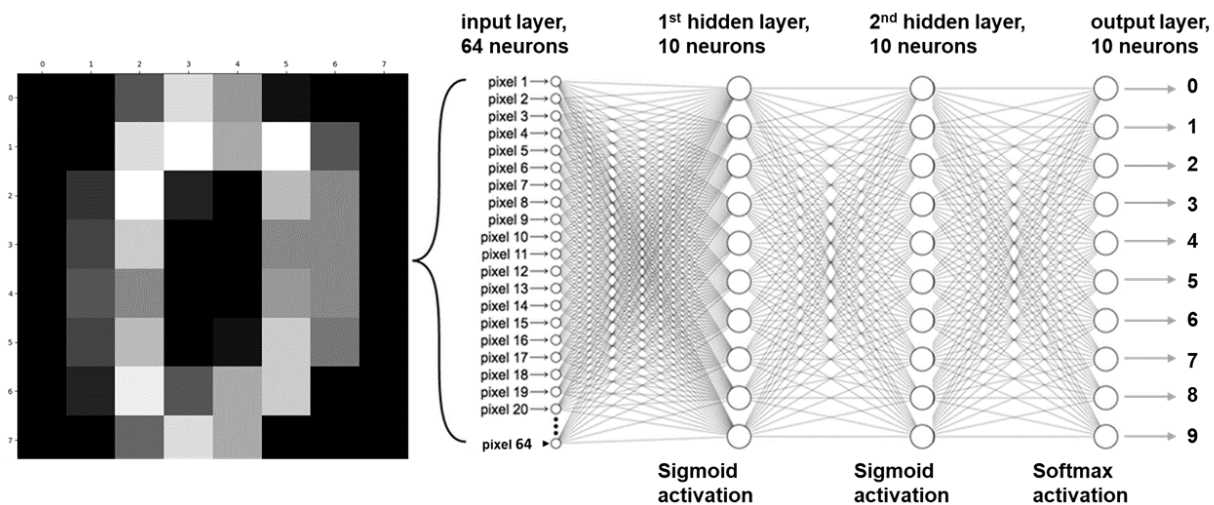 input layer,
64 neurons
1st hidden layer,
10 neurons
2nd hidden layer,
10 neurons
output layer,
10 neurons
0 1 2 3 4 5 6 7
0
1
2
3
4
5
6
7
pixel 1
pixel 2
pixel 3
pixel 4
pixel 5
pixel 6
pixel 7
pixel 8
pixel 9
pixel 10
pixel 11
pixel 12
pixel 13
pixel 14
pixel 15
pixel 16
pixel 17
pixel 18
pixel 19
pixel 20
pixel 64
0
1
2
3
4
5
6
7
8
9
Sigmoid
activation
Sigmoid
activation
Softmax
activation